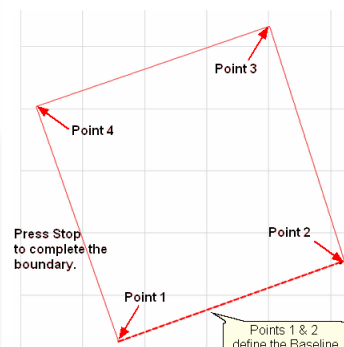 Point 3
Point 4
Press Stop
to complete the
boundary.
Point 2
Point 1
Points 1 & 2
define the Baseline